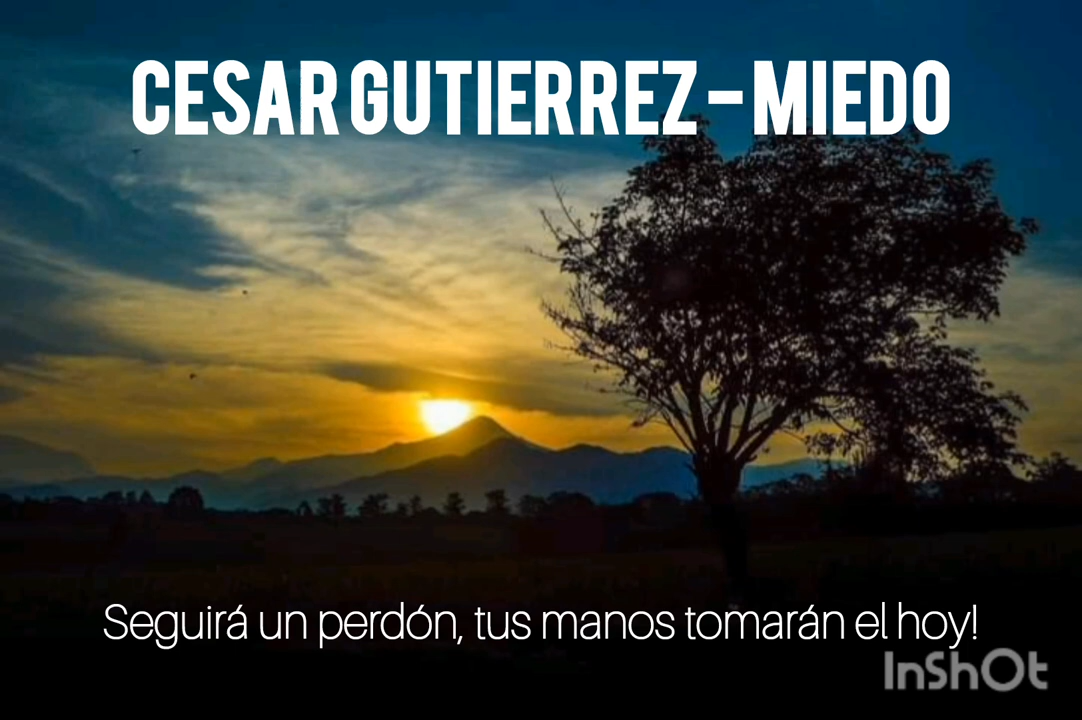 CESAR GUTIERREZ - MIEDO
Seguirá un perdón, tus manos tomarán el hoy!
InShOt